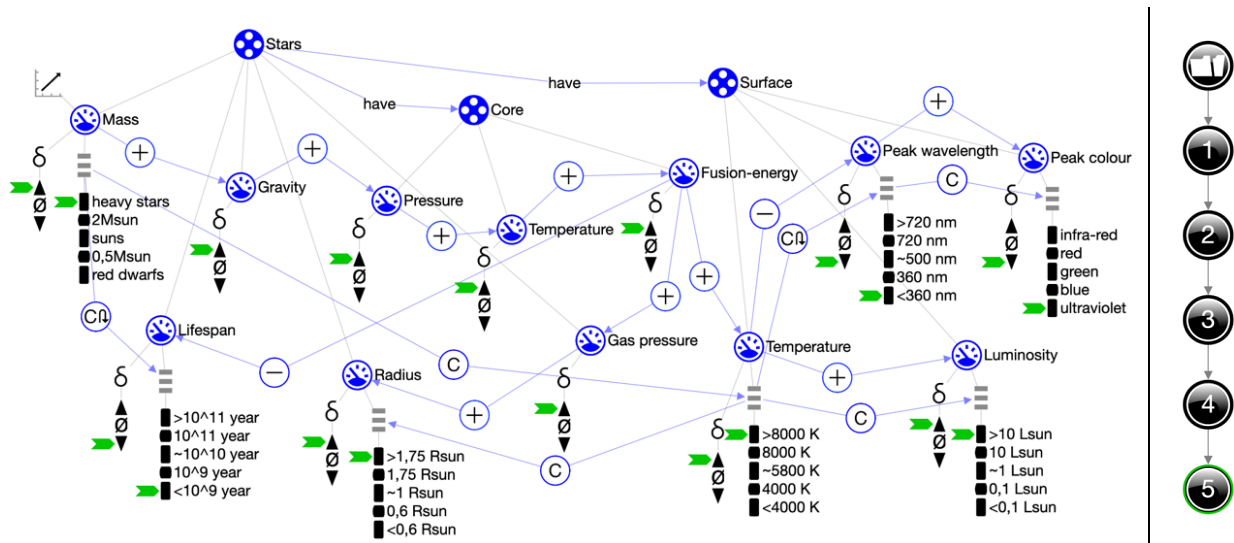 Stars
have
Surface
have
Core
Mass
δ
Ø
heavy stars
2Msun
suns
0,5Msun
red dwarfs
+
Gravity
δ
Ø
+
Pressure
δ
Ø
+
Temperature
δ
Ø
+
Fusion-energy
δ
Ø
+
+
−
C
Lifespan
δ
Ø
>10^11 year
10^11 year
~10^10 year
10^9 year
<10^9 year
−
Radius
δ
Ø
>1,75 Rsun
1,75 Rsun
~1 Rsun
0,6 Rsun
<0,6 Rsun
C
+
C
Gas pressure
δ
Ø
Temperature
δ
Ø
>8000 K
8000 K
~5800 K
4000 K
<4000 K
+
C
Luminosity
δ
Ø
>10 Lsun
10 Lsun
~1 Lsun
0,1 Lsun
<0,1 Lsun
C
Peak wavelength
δ
Ø
>720 nm
720 nm
~500 nm
360 nm
<360 nm
+
C
Peak colour
δ
Ø
infra-red
red
green
blue
ultraviolet
1
2
3
4
5